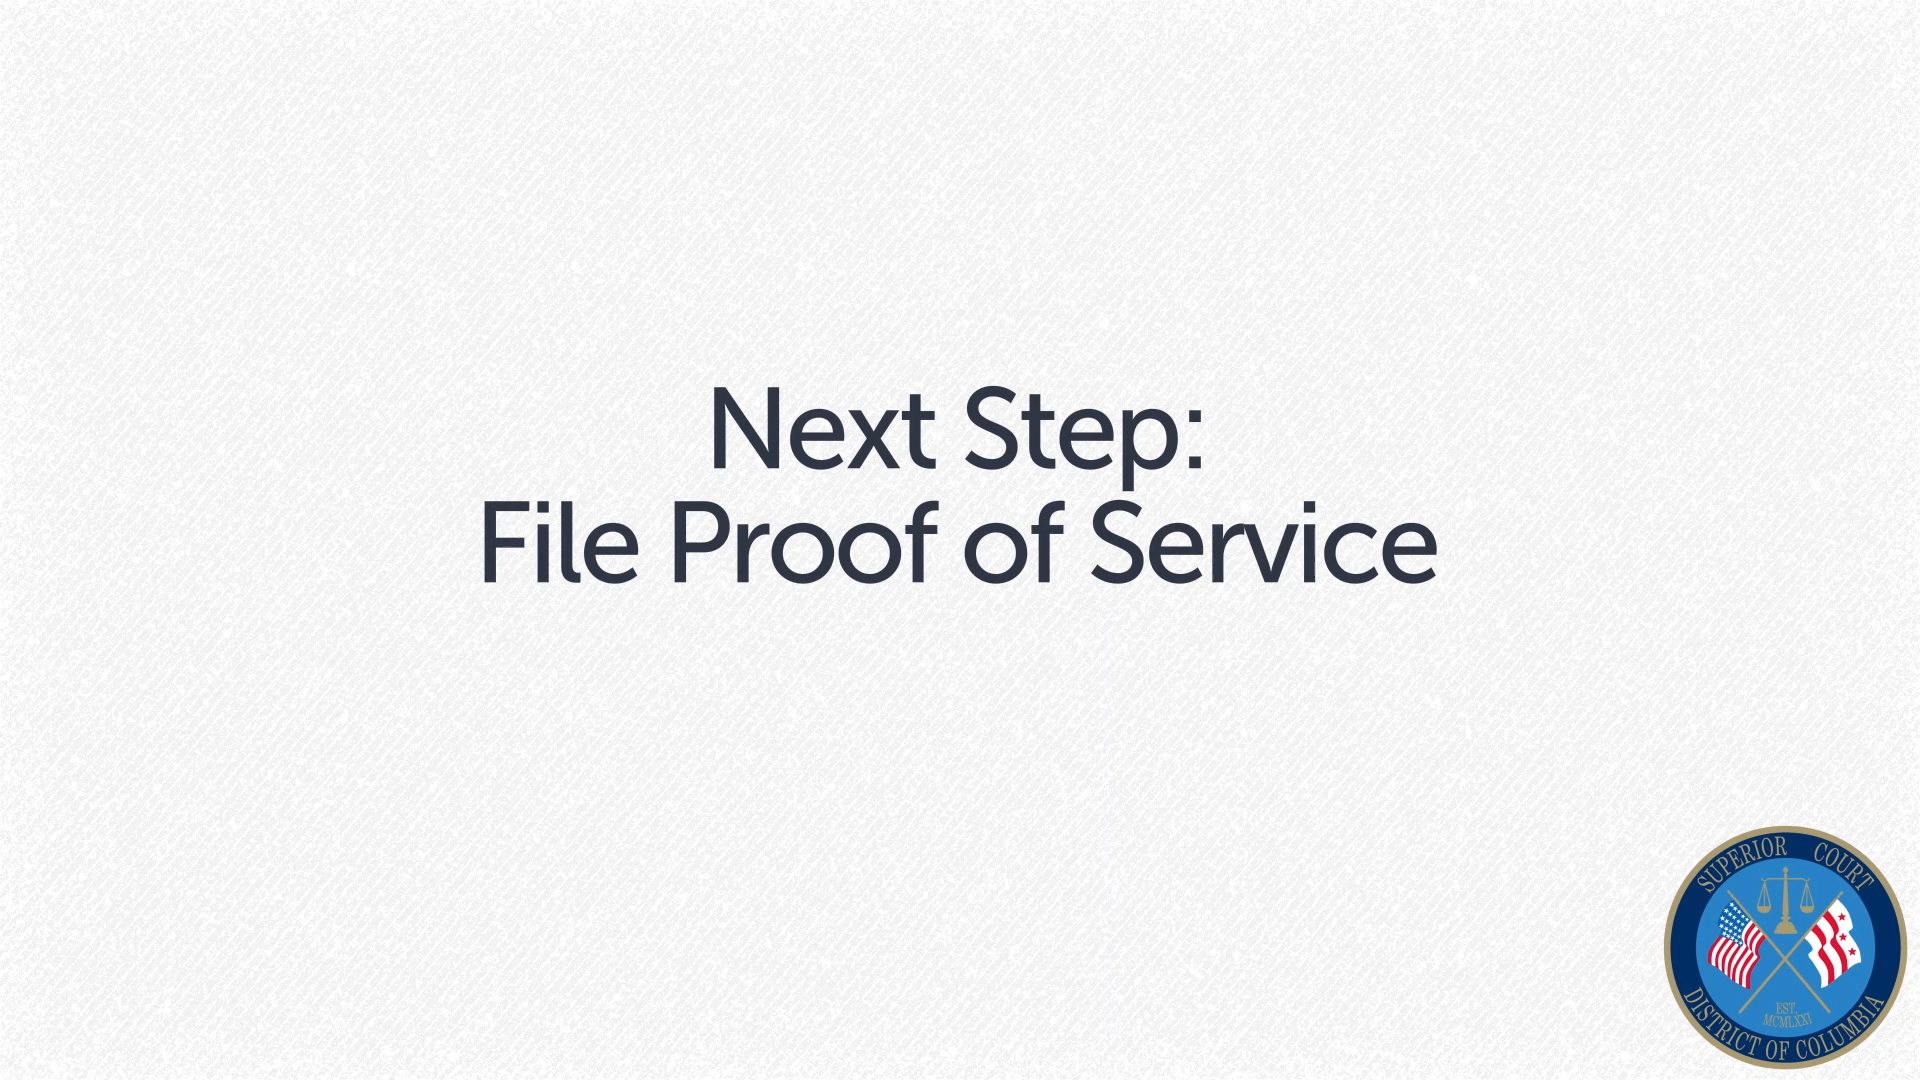 Next Step:
File Proof of Service
SUPERIOR COURT
EST.
MCMLXXI
DISTRICT OF COLUMBIA